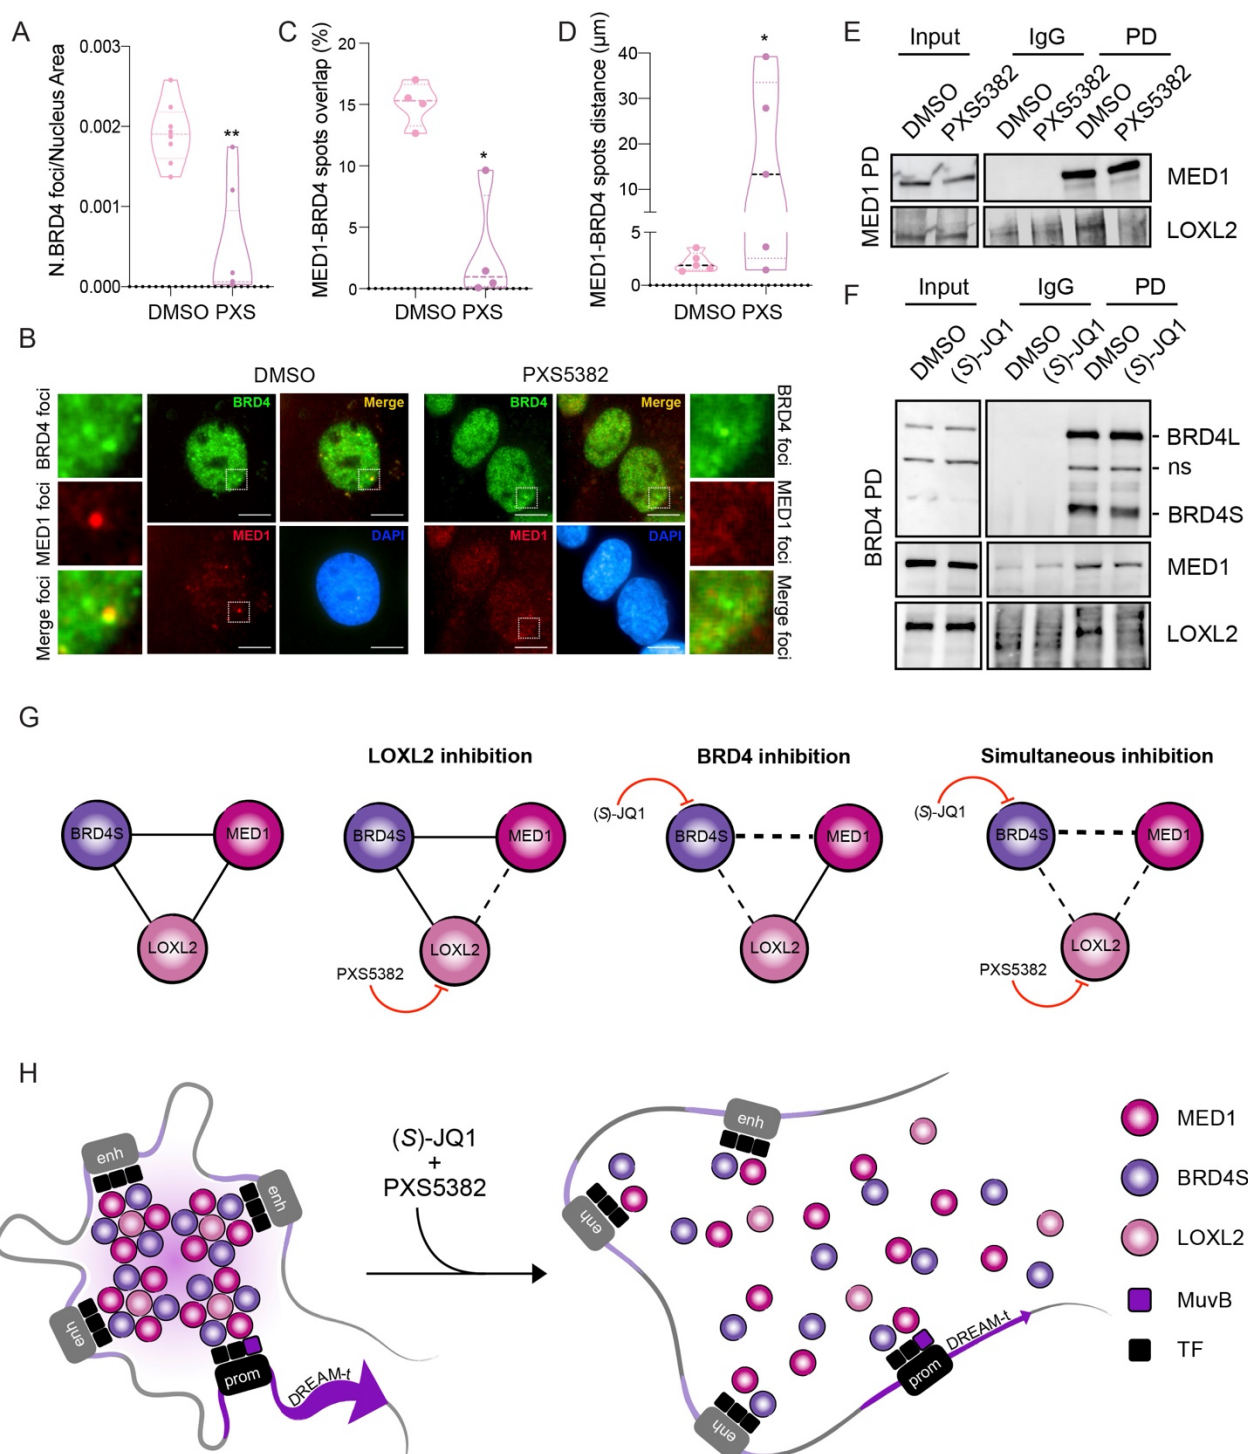 A
N.BRD4 foci/Nucleus Area
0.003
0.002
0.001
0.000
**
DMSO PXS
C
MED1-BRD4 spots overlap (%)
20
15
10
5
0
*
DMSO PXS
D
MED1-BRD4 spots distance (µm)
40
30
20
10
5
0
*
DMSO PXS
E
Input
IgG
PD
DMSO
PXS5382
DMSO
PXS5382
DMSO
PXS5382
MED1 PD
MED1
LOXL2
B
DMSO
PXS5382
BRD4 foci
MED1 foci
Merge foci
BRD4
Merge
MED1
DAPI
BRD4
Merge
MED1
DAPI
BRD4 foci
MED1 foci
Merge foci
F
Input
IgG
PD
DMSO
(S)-JQ1
DMSO
(S)-JQ1
DMSO
(S)-JQ1
BRD4 PD
- BRD4L
- ns
- BRD4S
MED1
LOXL2
G
LOXL2 inhibition
BRD4 inhibition
Simultaneous inhibition
BRD4S
MED1
LOXL2
BRD4S
MED1
LOXL2
PXS5382
(S)-JQ1
BRD4S
MED1
LOXL2
(S)-JQ1
BRD4S
MED1
LOXL2
PXS5382
H
enh
enh
enh
prom
DREAM-t
(S)-JQ1
+
PXS5382
enh
enh
enh
prom
DREAM-t
MED1
BRD4S
LOXL2
MuvB
TF